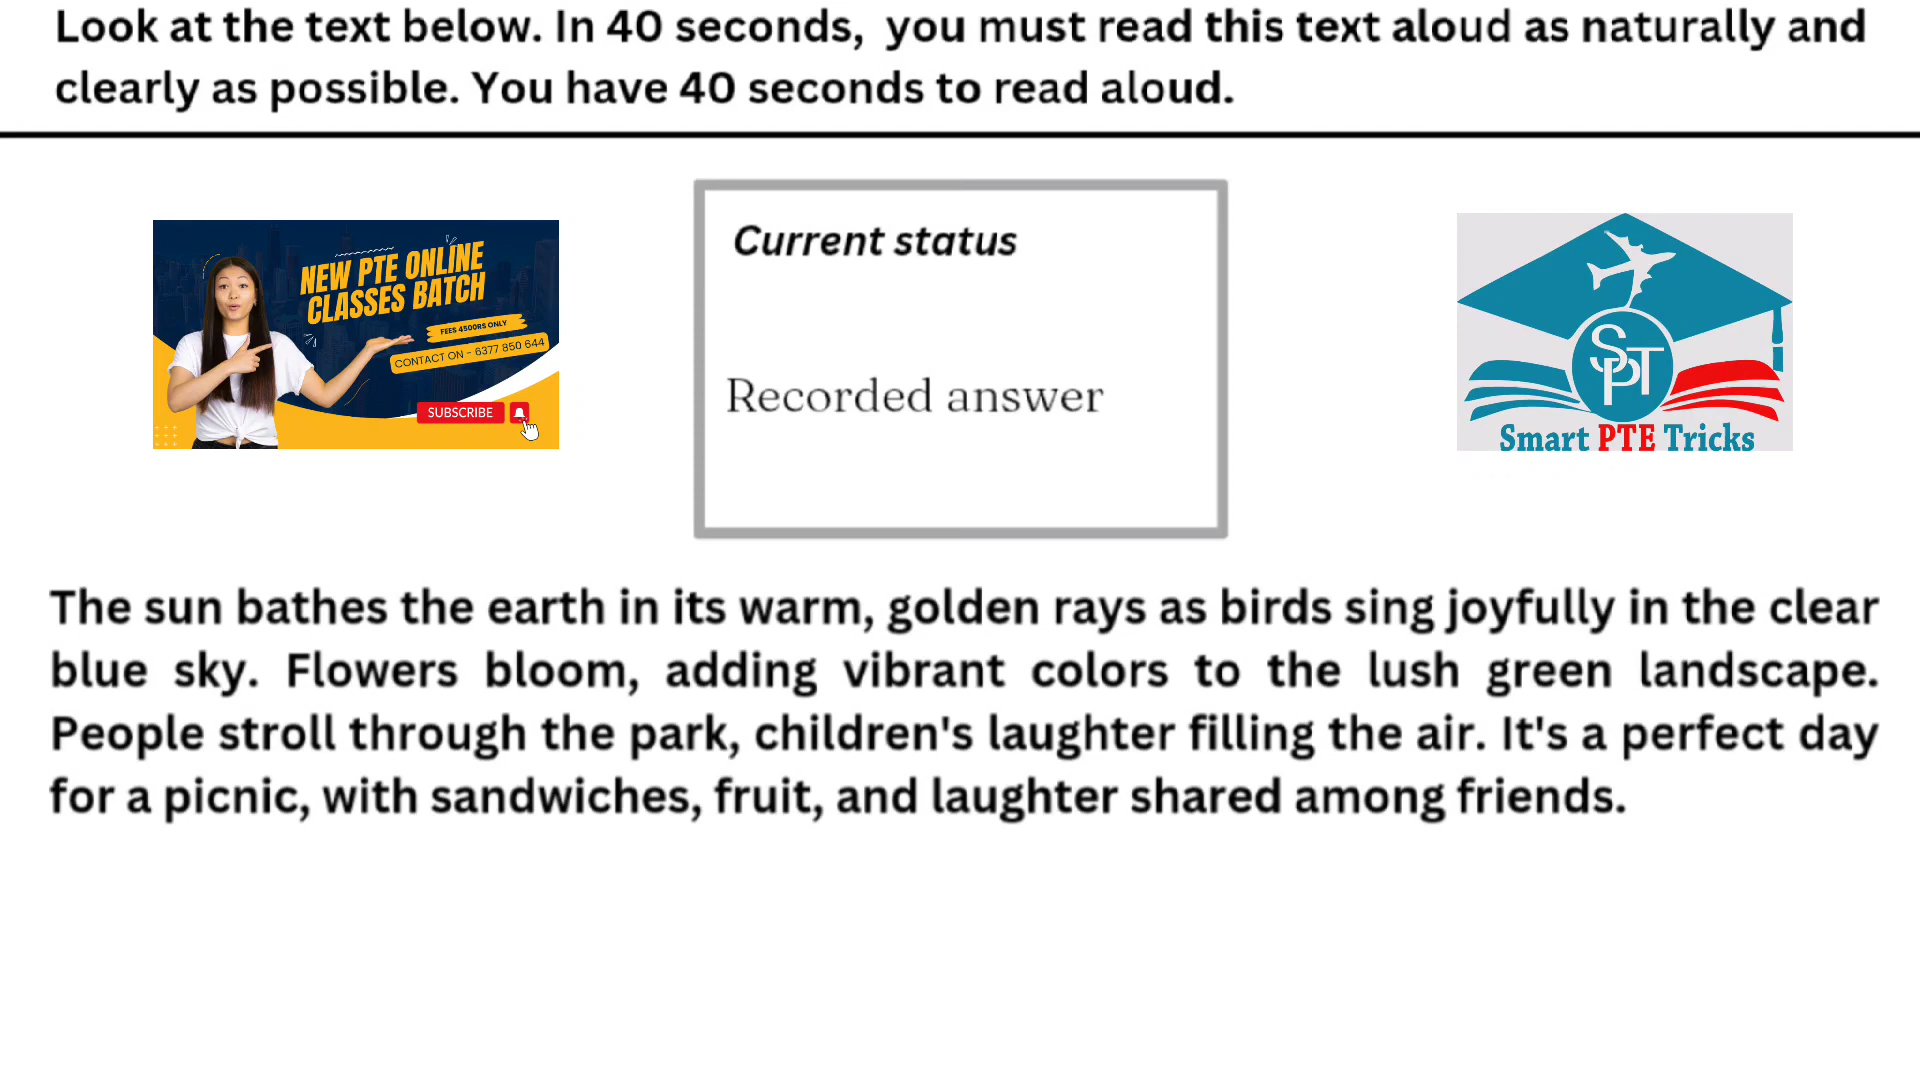 Look at the text below. In 40 seconds, you must read this text aloud as naturally and
clearly as possible. You have 40 seconds to read aloud.
NEW PTE ONLINE
CLASSES BATCH
FEES 4500RS ONLY
CONTACT ON - 6377 850 644
SUBSCRIBE
Current status
Recorded answer
SPT
Smart PTE Tricks
The sun bathes the earth in its warm, golden rays as birds sing joyfully in the clear
blue sky. Flowers bloom, adding vibrant colors to the lush green landscape.
People stroll through the park, children's laughter filling the air. It's a perfect day
for a picnic, with sandwiches, fruit, and laughter shared among friends.